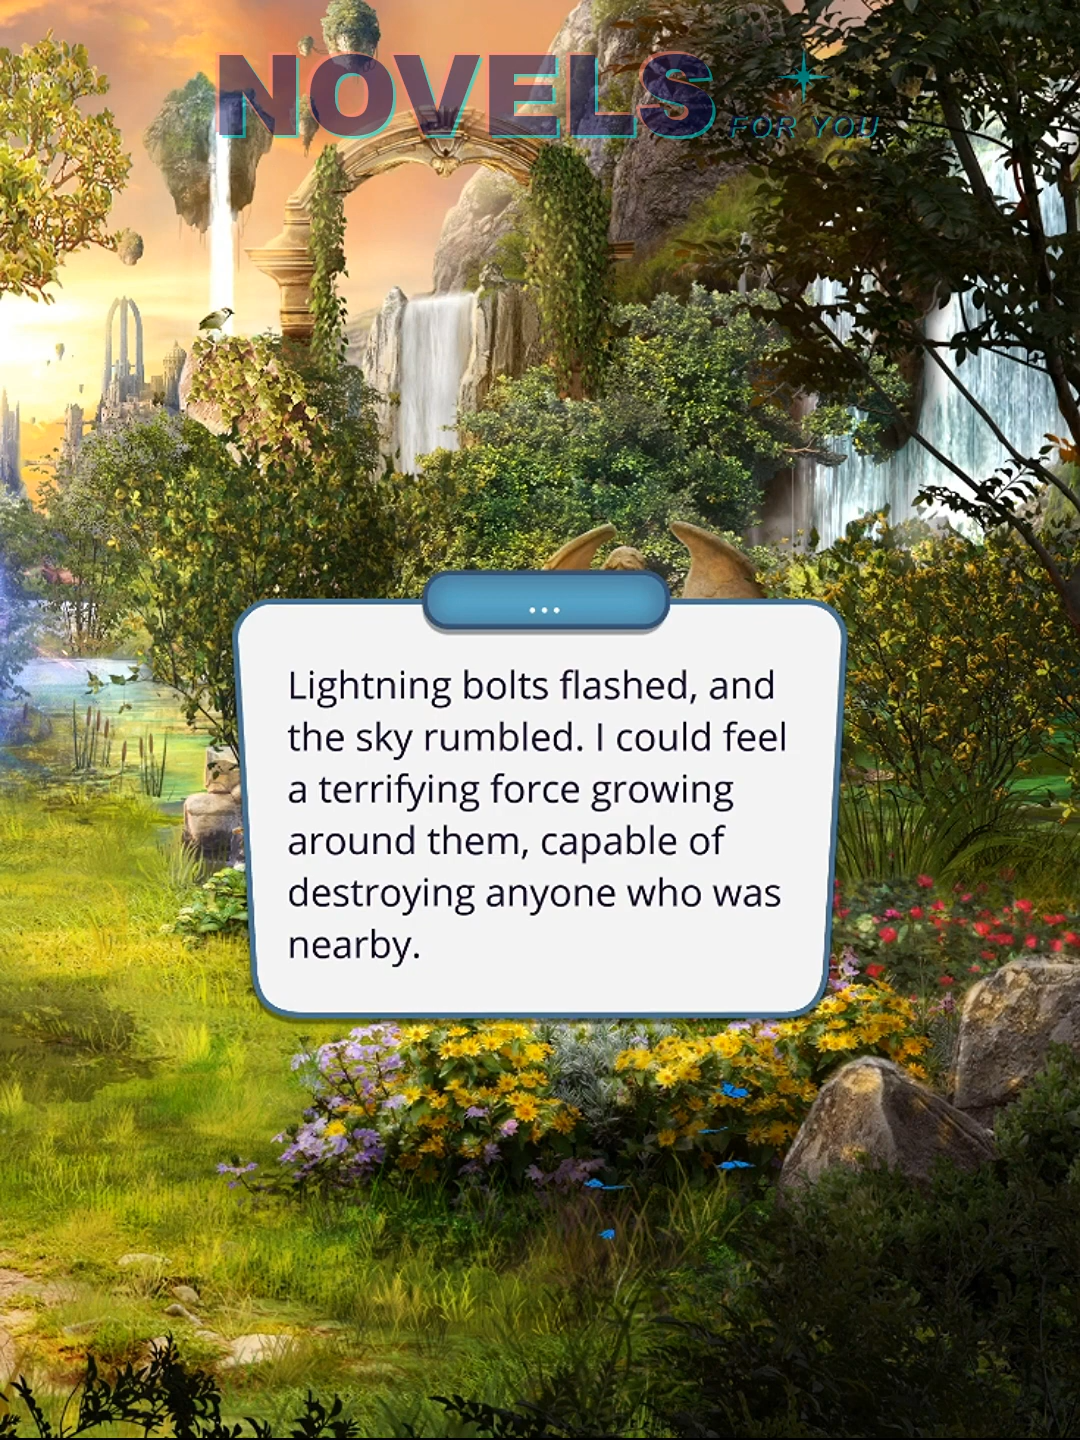 NOVELS
FOR YOU
...
Lightning bolts flashed, and
the sky rumbled. I could feel
a terrifying force growing
around them, capable of
destroying anyone who was
nearby.